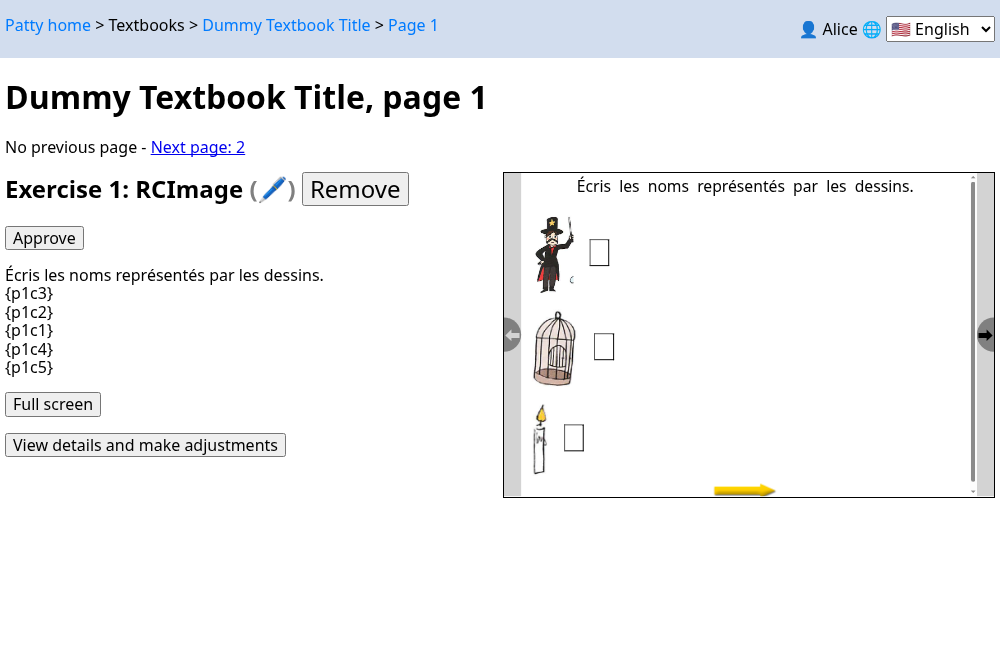 Patty home > Textbooks > Dummy Textbook Title > Page 1
Alice
English
Dummy Textbook Title, page 1
No previous page - Next page: 2
Exercise 1: RCImage () Remove
Approve
Écris les noms représentés par les dessins.
{p1c3}
{p1c2}
{p1c1}
{p1c4}
{p1c5}
Full screen
View details and make adjustments
Écris les noms représentés par les dessins.